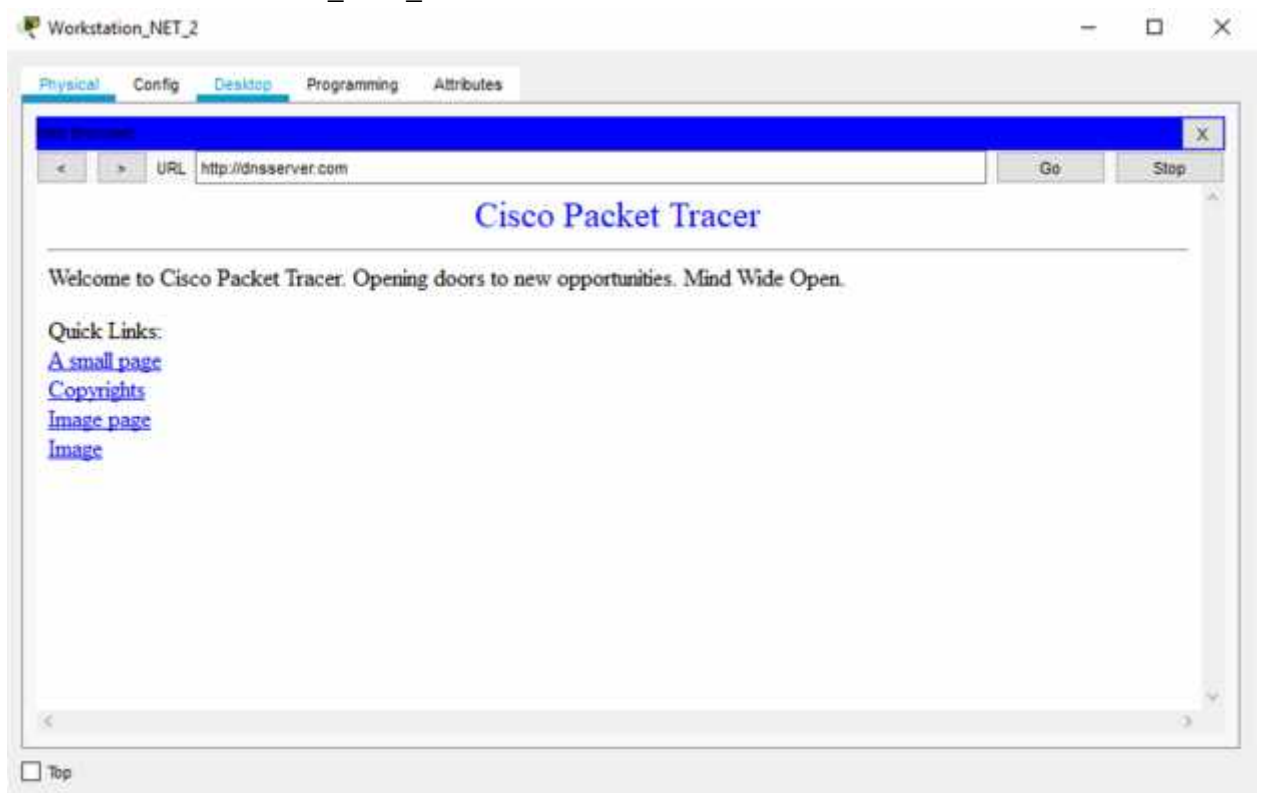 Workstation_NET_2
Physical Config Desktop Programming Attributes
X
< > URL http://dnsserver.com Go Stop
Cisco Packet Tracer
Welcome to Cisco Packet Tracer. Opening doors to new opportunities. Mind Wide Open.
Quick Links:
A small page
Copyrights
Image page
Image
Top